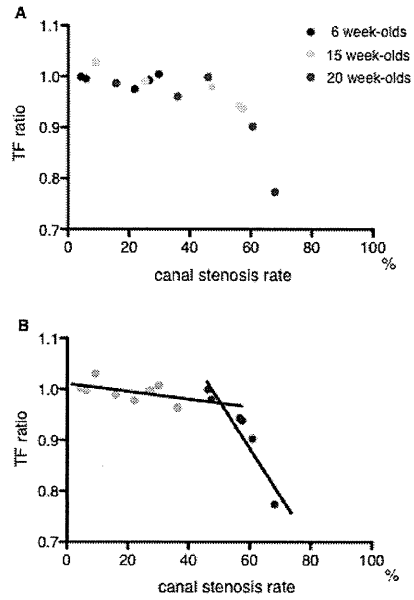 A
6 week-olds
15 week-olds
20 week-olds
1.1
1.0
0.9
0.8
0.7
TF ratio
0 20 40 60 80 100
%
canal stenosis rate
B
1.1
1.0
0.9
0.8
0.7
TF ratio
0 20 40 60 80 100
%
canal stenosis rate